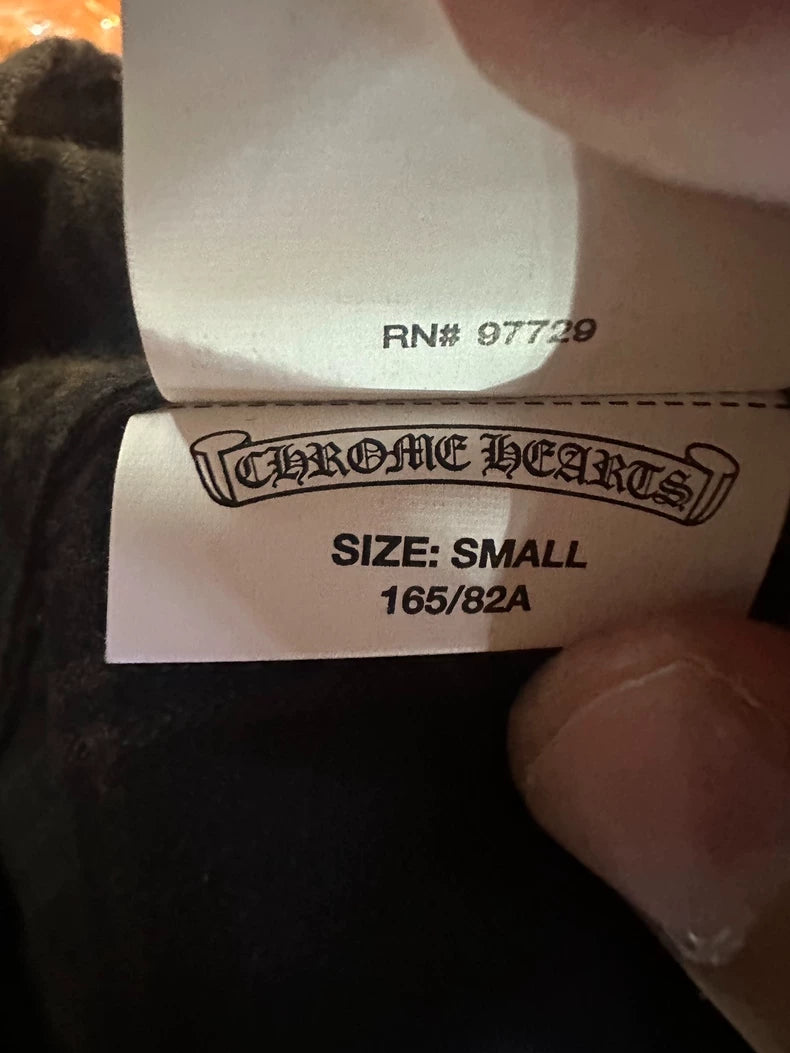 RN# 97729
CHROME HEARTS
SIZE: SMALL
165/82A